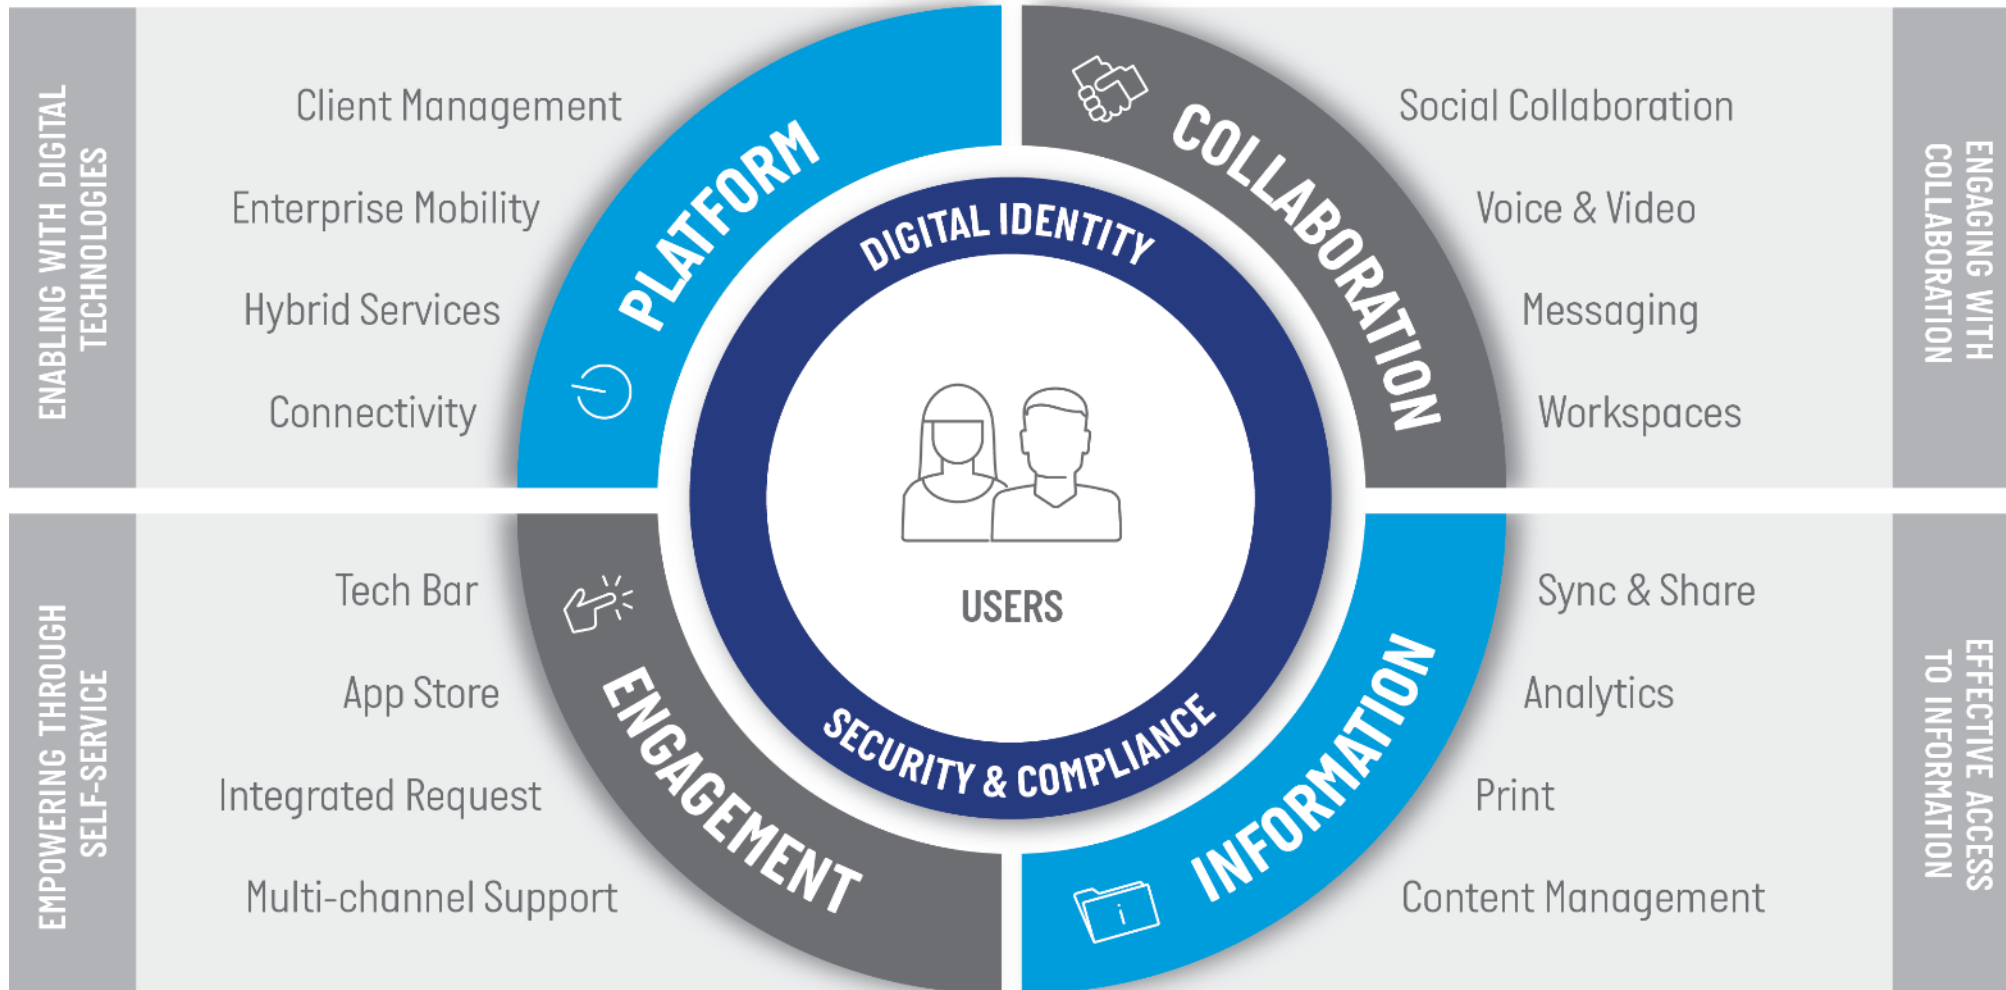 ENABLING WITH DIGITAL
TECHNOLOGIES
Client Management
Enterprise Mobility
Hybrid Services
Connectivity
PLATFORM
COLLABORATION
Social Collaboration
Voice & Video
Messaging
Workspaces
ENGAGING WITH
COLLABORATION
DIGITAL IDENTITY
USERS
SECURITY & COMPLIANCE
EMPOWERING THROUGH
SELF-SERVICE
Tech Bar
App Store
Integrated Request
Multi-channel Support
ENGAGEMENT
INFORMATION
i
Sync & Share
Analytics
Print
Content Management
EFFECTIVE ACCESS
TO INFORMATION